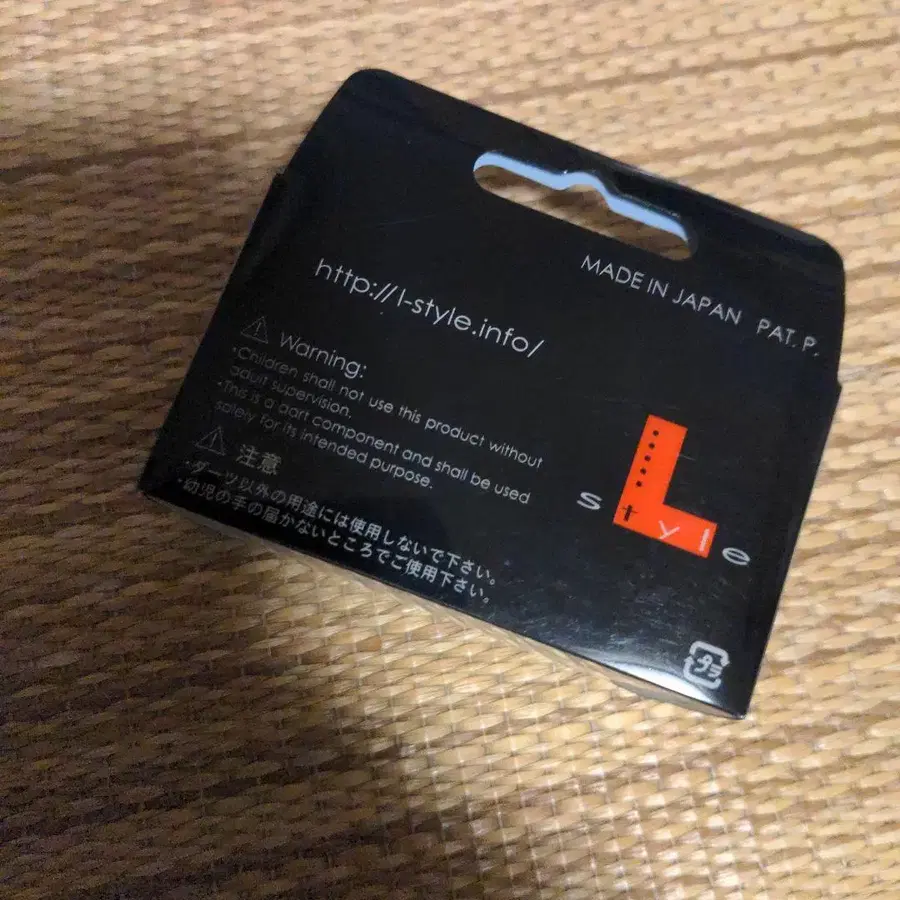 MADE IN JAPAN PAT. P.
http://l-style.info/
Warning:
・Children shall not use this product without
adult supervision.
・This is a dart component and shall be used
safely for its intended purpose.
注意
・ダーツ以外の用途には使用しないで下さい。
・幼児の手の届かないところでご使用下さい。
L
style
プラ